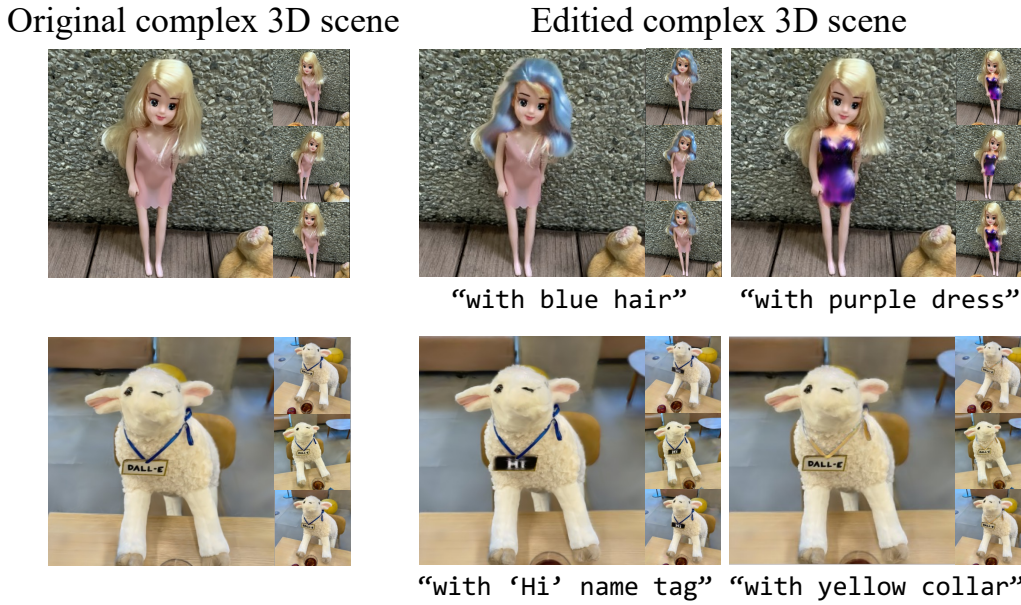 Original complex 3D scene
Editied complex 3D scene
“with blue hair”
“with purple dress”
DALL-E
Hi
DALL-E
“with ‘Hi’ name tag”
“with yellow collar”